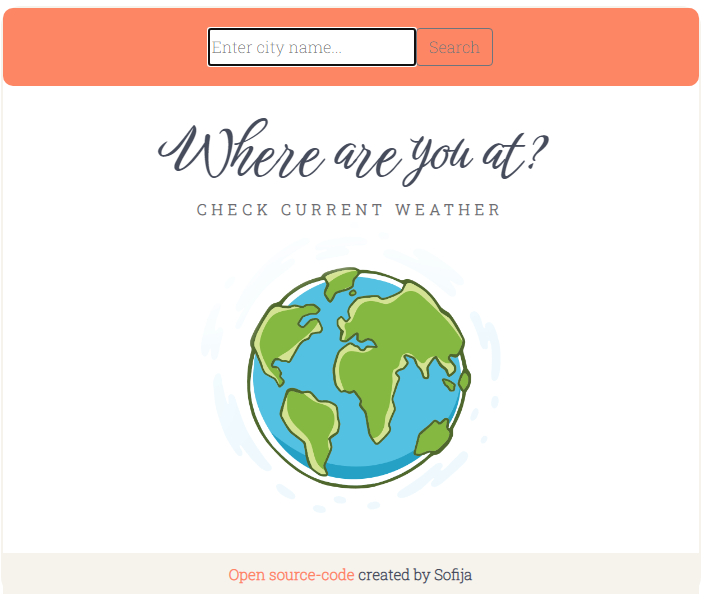 Enter city name...
Search
Where are you at?
CHECK CURRENT WEATHER
Open source-code created by Sofija